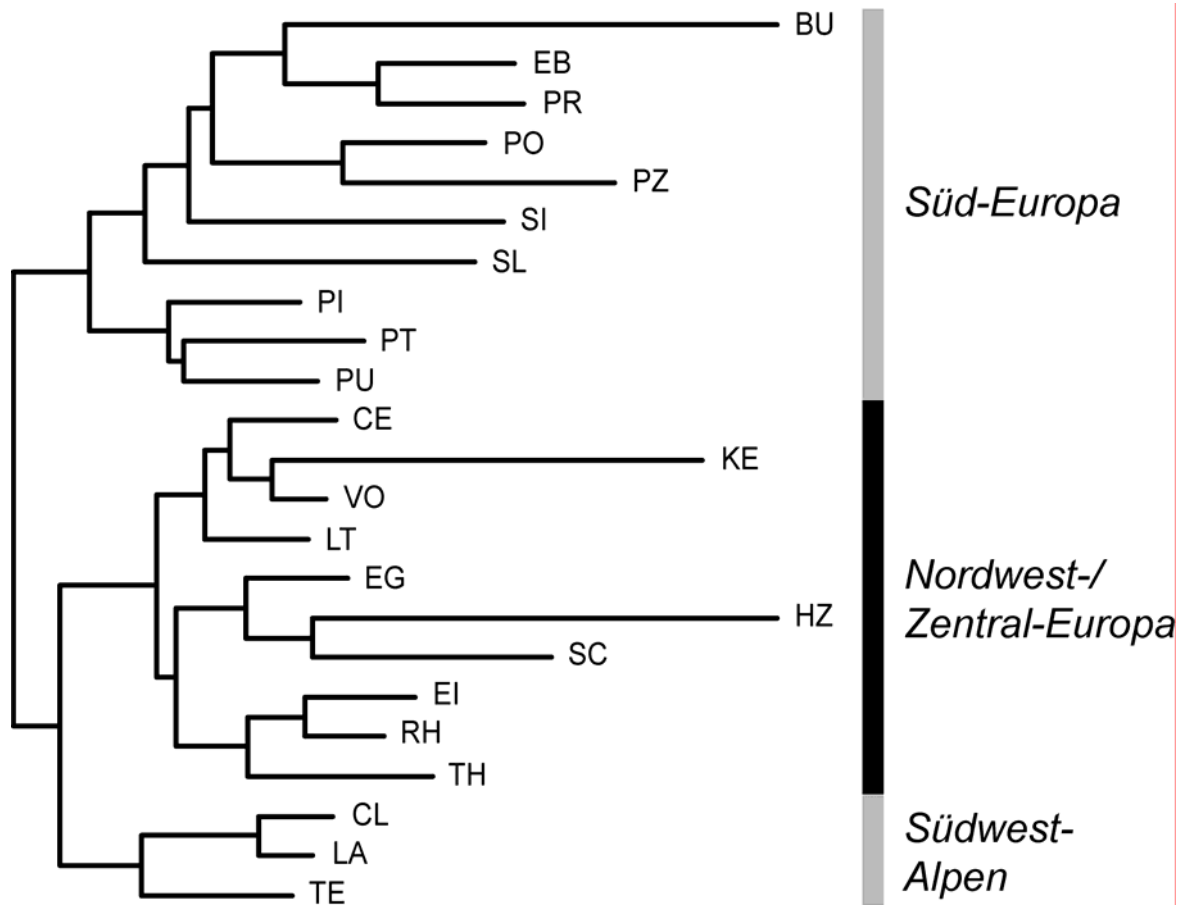 BU
EB
PR
PO
PZ
SI
SL
PI
PT
PU
CE
KE
VO
LT
EG
HZ
SC
EI
RH
TH
CL
LA
TE
Süd-Europa
Nordwest-/
Zentral-Europa
Südwest-
Alpen